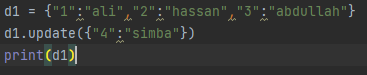 d1 = {"1":"ali","2":"hassan","3":"abdullah"}
d1.update({"4":"simba"})
print(d1)